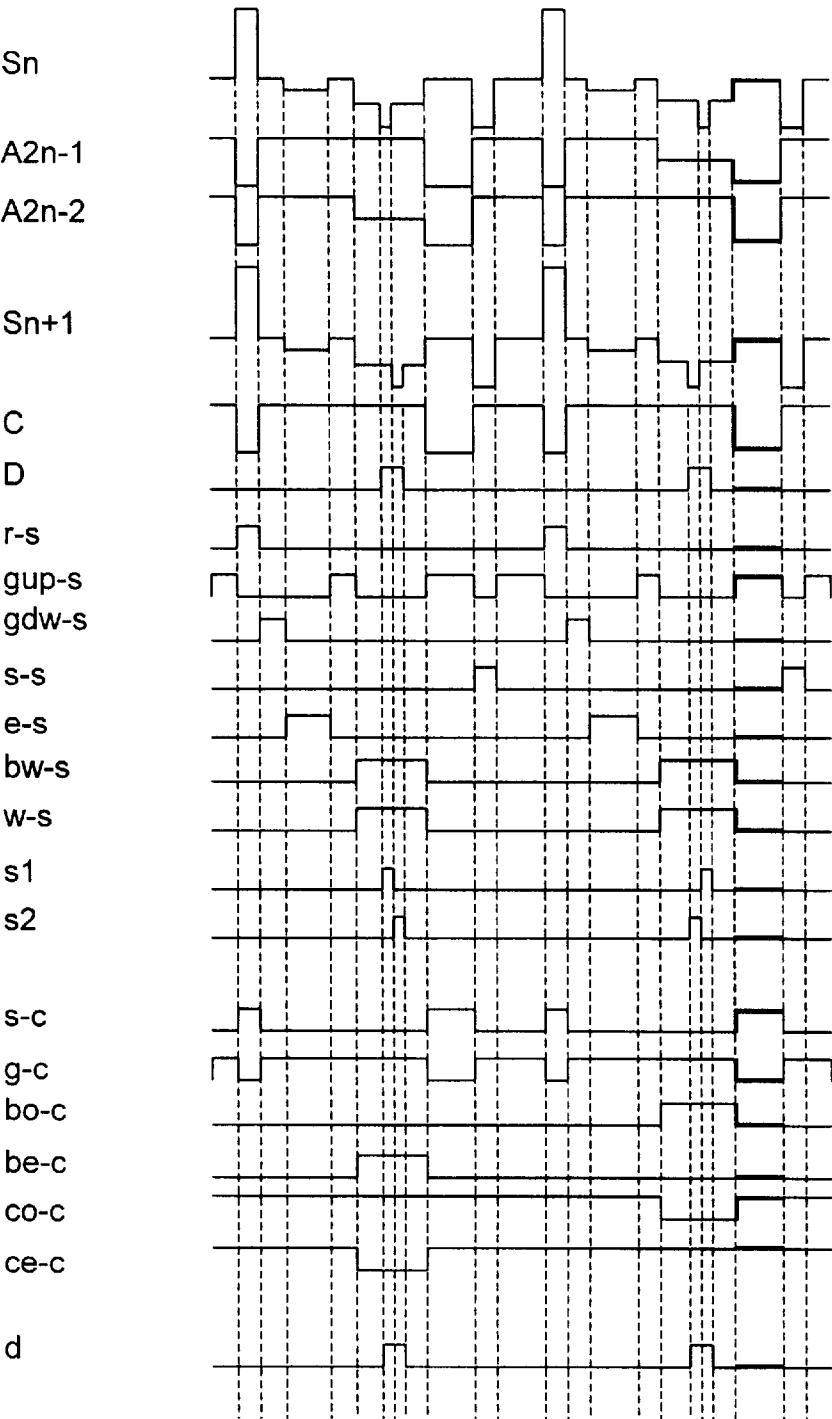 Sn
A2n-1
A2n-2
Sn+1
C
D
r-s
gup-s
gdw-s
s-s
e-s
bw-s
w-s
s1
s2
s-c
g-c
bo-c
be-c
co-c
ce-c
d